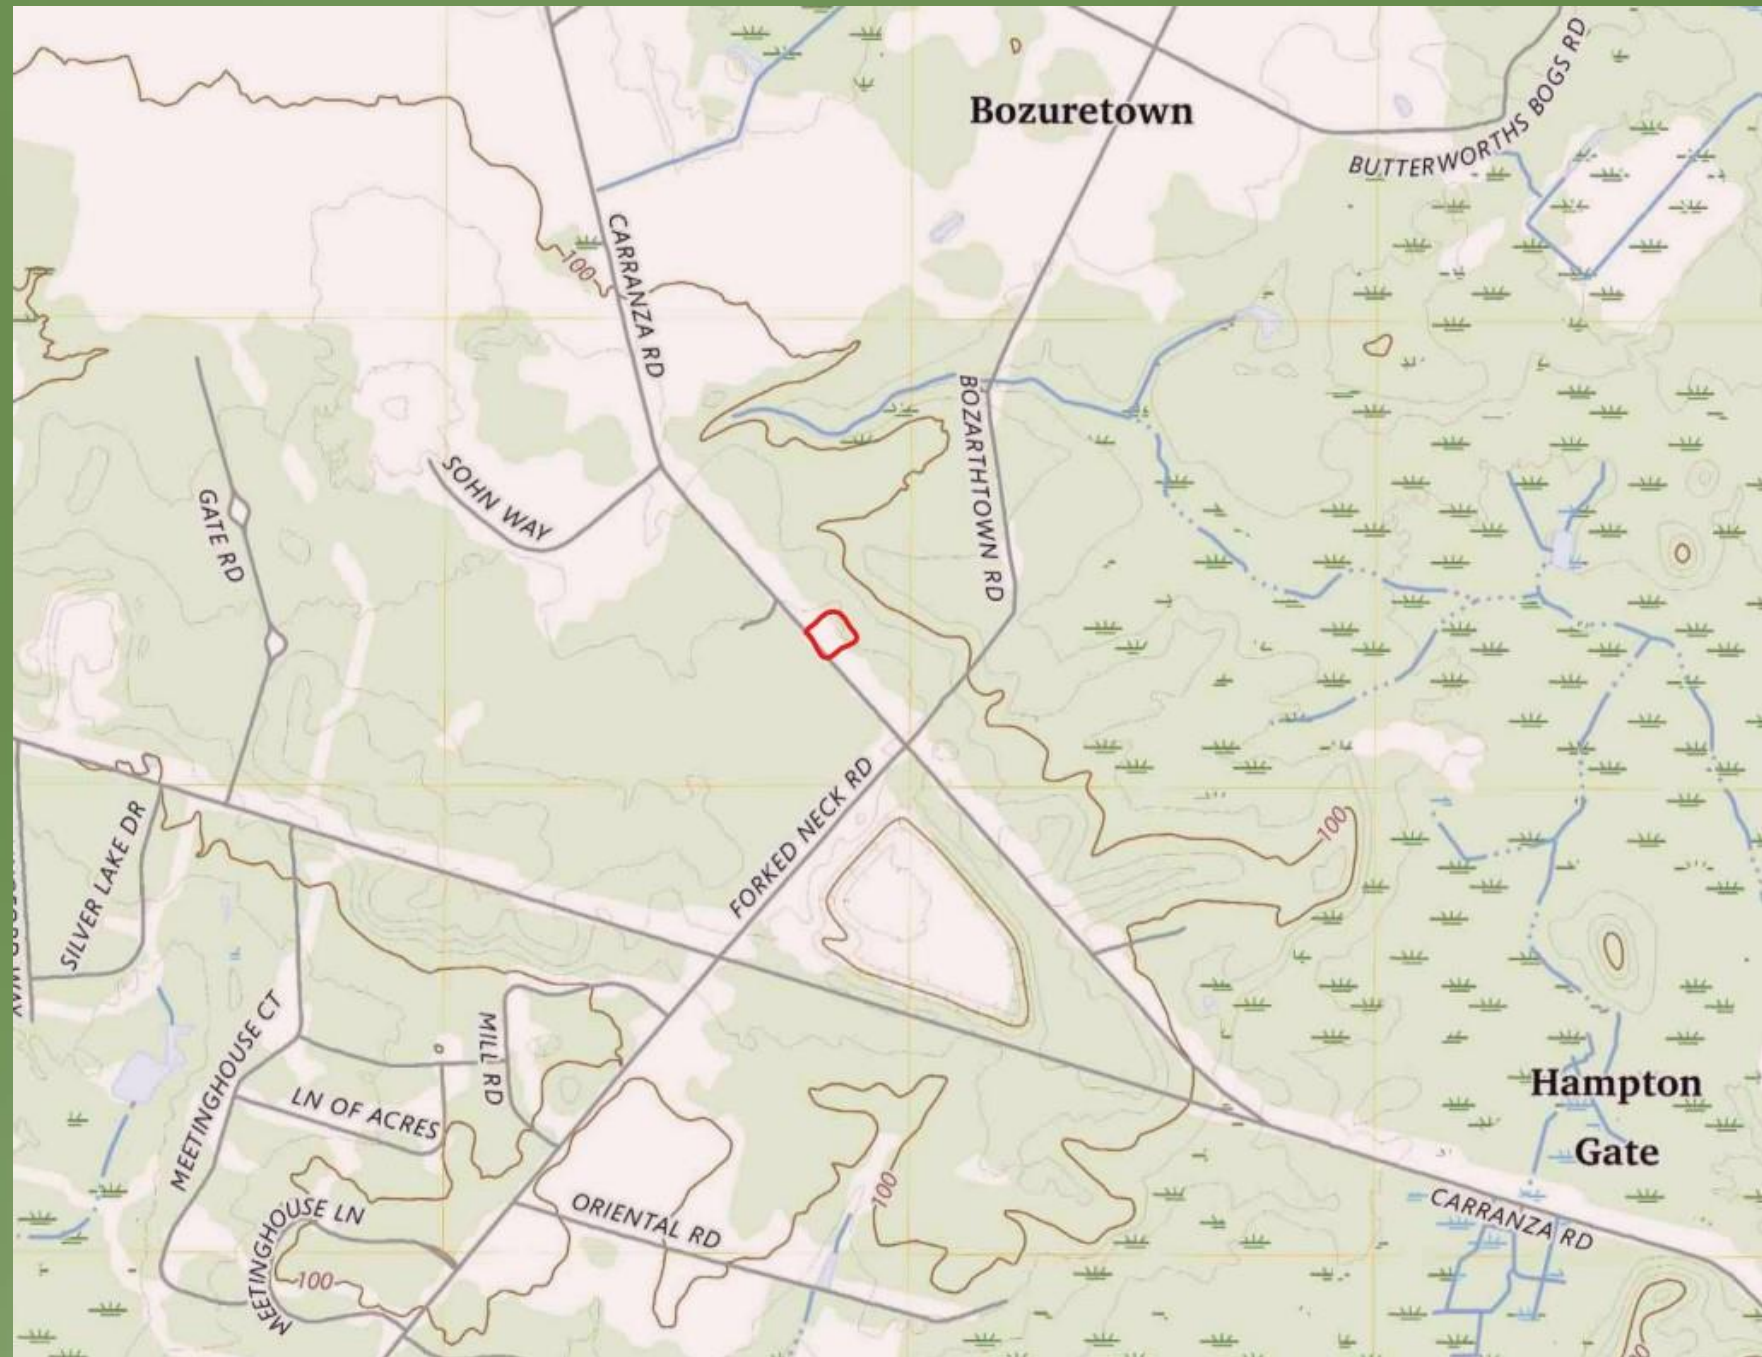 Bozuretown
BUTTERWORTHS BOGS RD
CARRANZA RD
100
BOZARTHTOWN RD
SOHN WAY
GATE RD
FORKED NECK RD
SILVER LAKE DR
100
MEETINGHOUSE CT
MILL RD
LN OF ACRES
Hampton
Gate
ORIENTAL RD
100
CARRANZA RD
MEETINGHOUSE LN
100